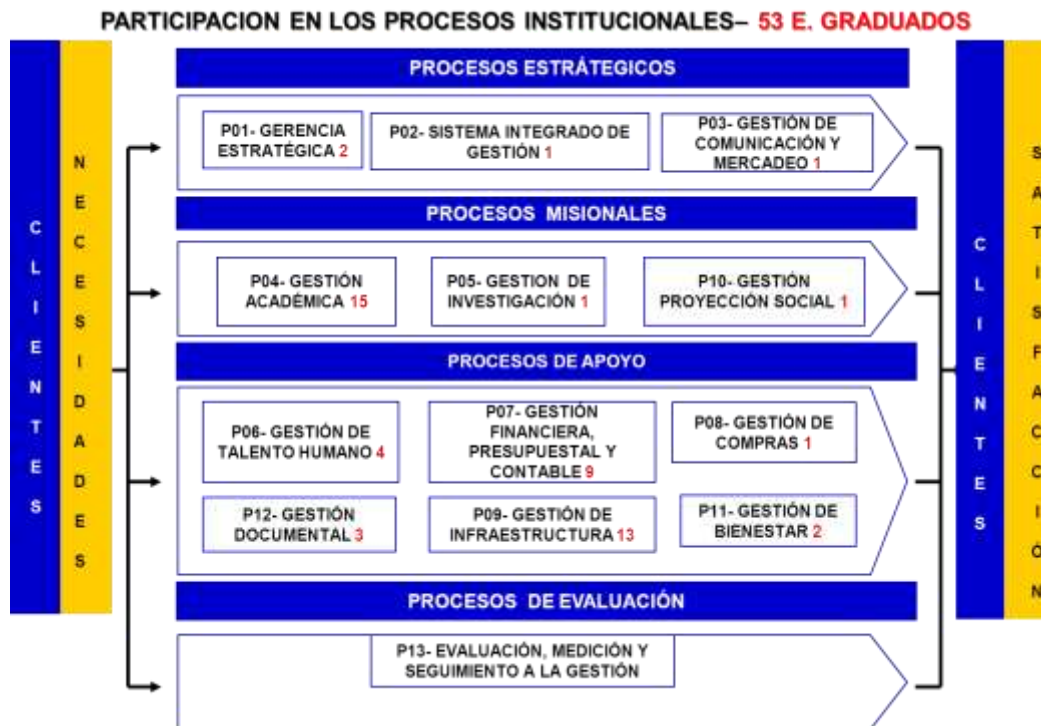 PARTICIPACION EN LOS PROCESOS INSTITUCIONALES– 53 E. GRADUADOS
CLIENTES
NECESIDADES
PROCESOS ESTRÁTEGICOS
P01- GERENCIA
ESTRATÉGICA 2
P02- SISTEMA INTEGRADO DE
GESTIÓN 1
P03- GESTIÓN DE
COMUNICACIÓN Y
MERCADEO 1
PROCESOS MISIONALES
P04- GESTIÓN
ACADÉMICA 15
P05- GESTION DE
INVESTIGACIÓN 1
P10- GESTIÓN
PROYECCIÓN SOCIAL 1
PROCESOS DE APOYO
P06- GESTIÓN DE
TALENTO HUMANO 4
P07- GESTIÓN
FINANCIERA,
PRESUPUESTAL Y
CONTABLE 9
P08- GESTIÓN DE
COMPRAS 1
P12- GESTIÓN
DOCUMENTAL 3
P09- GESTIÓN DE
INFRAESTRUCTURA 13
P11- GESTIÓN DE
BIENESTAR 2
PROCESOS DE EVALUACIÓN
P13- EVALUACIÓN, MEDICIÓN Y
SEGUIMIENTO A LA GESTIÓN
CLIENTES
SATISFACCIÓN